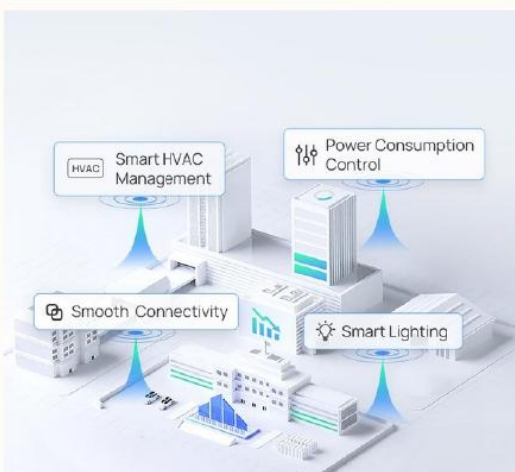 HVAC
Smart HVAC
Management
Power Consumption
Control
Smooth Connectivity
Smart Lighting